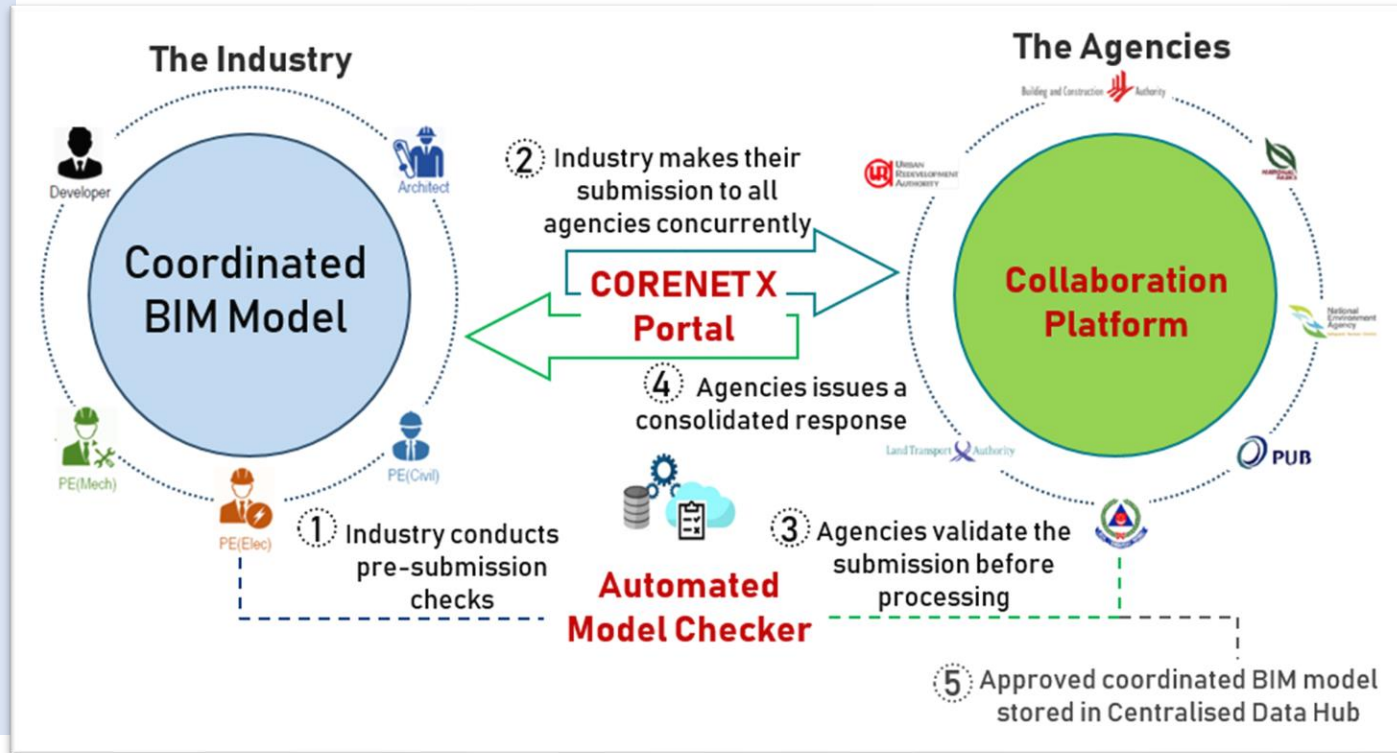 The Industry
The Agencies
Building and Construction Authority
Developer
Architect
Coordinated
BIM Model
PE(Mech)
PE(Civil)
PE(Elec)
2 Industry makes their
submission to all
agencies concurrently
CORENET X
Portal
4 Agencies issues a
consolidated response
URBAN
REDEVELOPMENT
AUTHORITY
NATIONAL
PARKS
Collaboration
Platform
National
Environment
Agency
Land Transport Authority
PUB
1 Industry conducts
pre-submission
checks
Automated
Model Checker
3 Agencies validate the
submission before
processing
5 Approved coordinated BIM model
stored in Centralised Data Hub